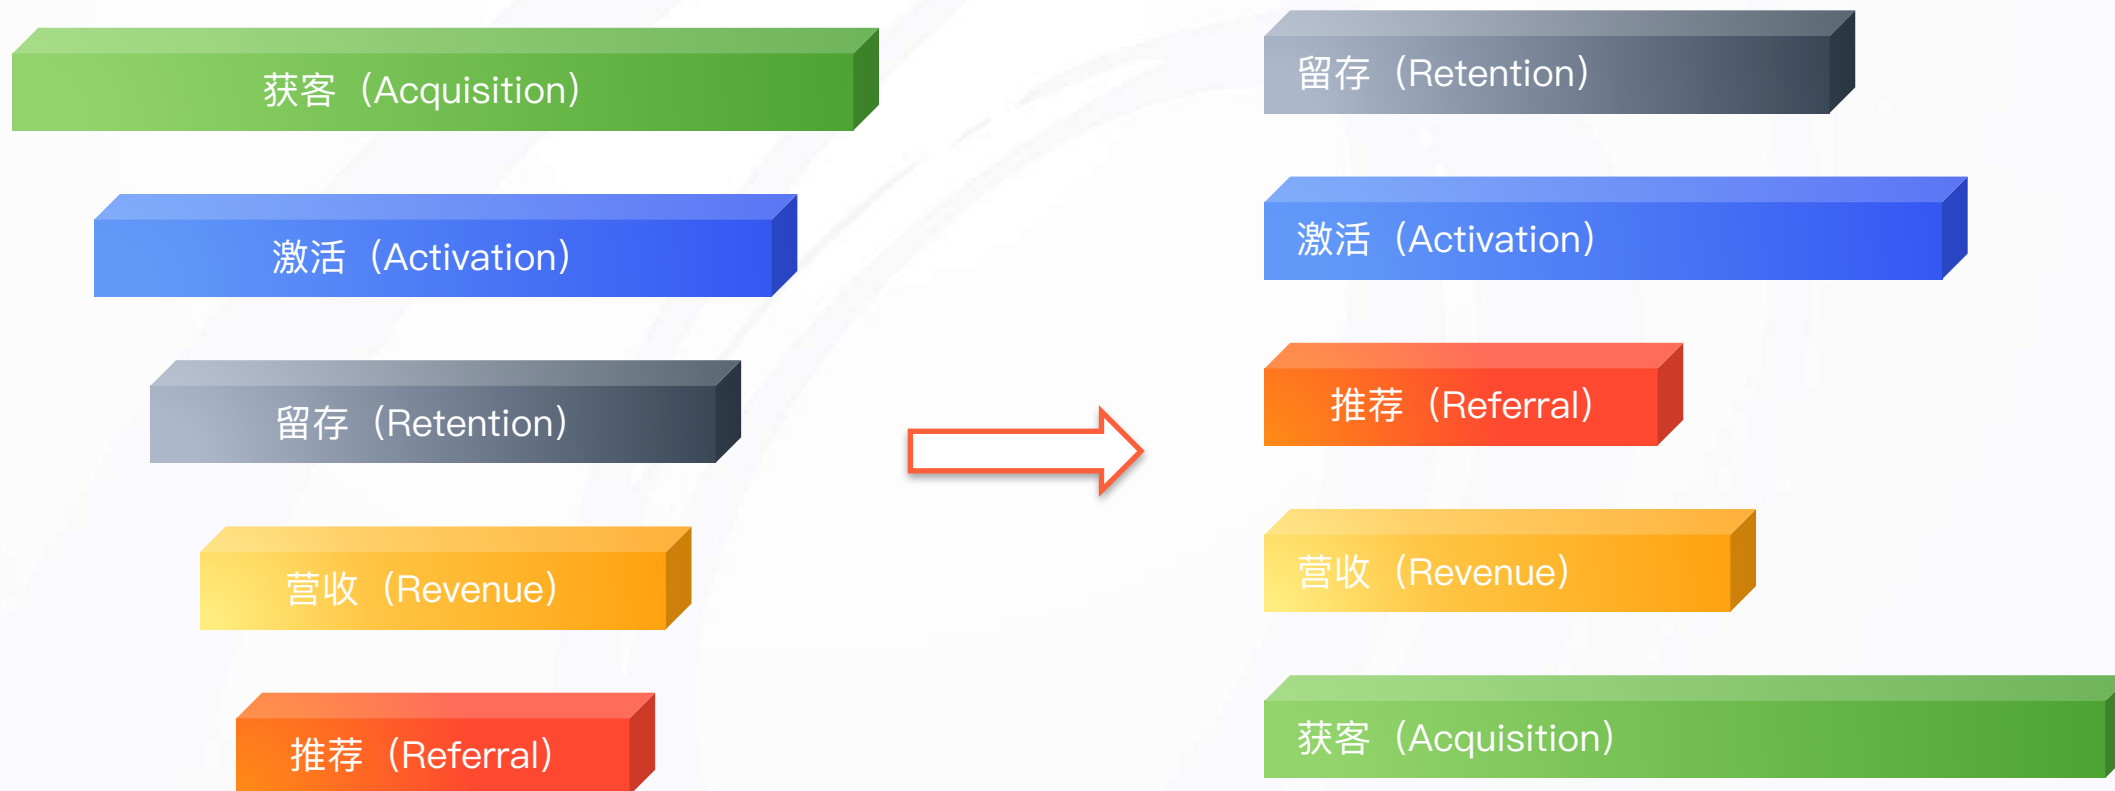 获客（Acquisition）
激活（Activation）
留存（Retention）
营收（Revenue）
推荐（Referral）
留存（Retention）
激活（Activation）
推荐（Referral）
营收（Revenue）
获客（Acquisition）